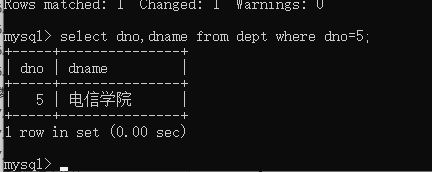 Rows matched: 1  Changed: 1  Warnings: 0
mysql> select dno,dname from dept where dno=5;
+-----+--------------+
| dno | dname        |
+-----+--------------+
|   5 | 电信学院     |
+-----+--------------+
1 row in set (0.00 sec)
mysql>